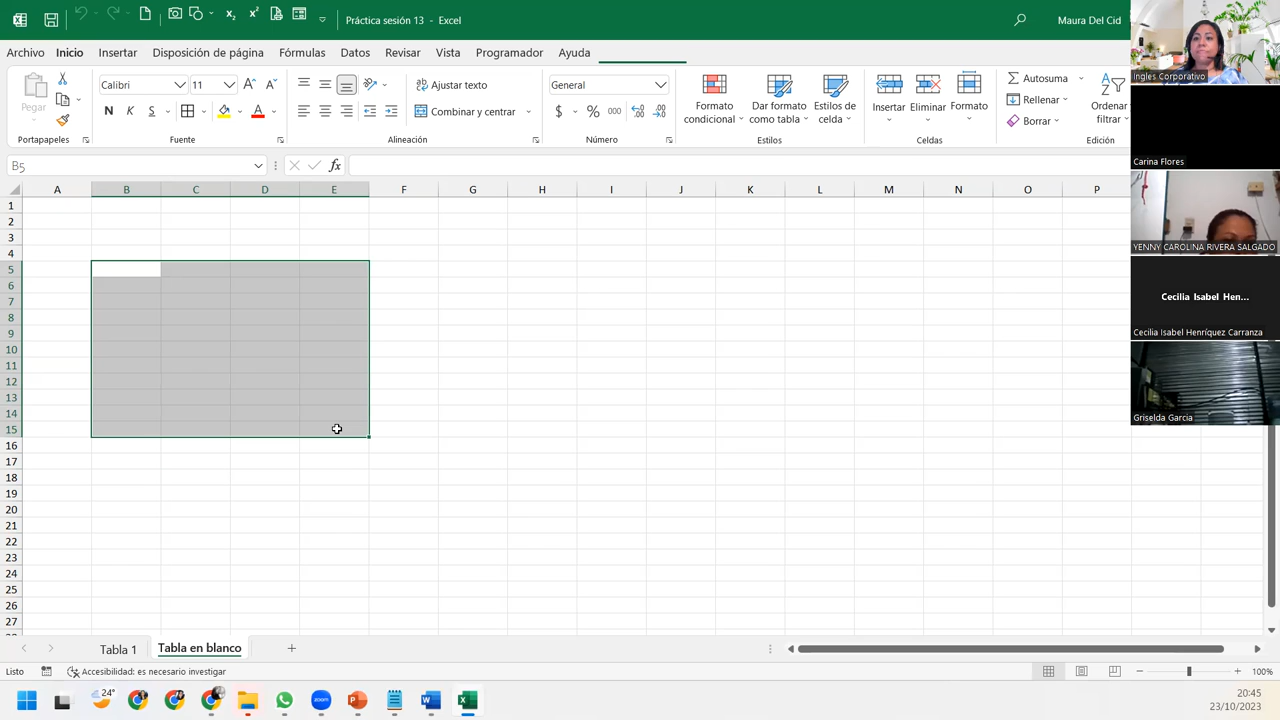 Práctica sesión 13 - Excel
Maura Del Cid
Archivo Inicio Insertar Disposición de página Fórmulas Datos Revisar Vista Programador Ayuda
Pegar
Portapapeles
Calibri 11
N K S
Fuente
Ajustar texto
Combinar y centrar
Alineación
General
$ % 000
Número
Formato condicional
Dar formato como tabla
Estilos de celda
Estilos
Insertar
Eliminar
Formato
Celdas
Autosuma
Rellenar
Borrar
Ordenar filtrar
Edición
B5
fx
A B C D E F G H I J K L M N O P
1
2
3
4
5
6
7
8
9
10
11
12
13
14
15
16
17
18
19
20
21
22
23
24
25
26
27
Ingles Corporativo
Carina Flores
YENNY CAROLINA RIVERA SALGADO
Cecilia Isabel Hen...
Cecilia Isabel Henríquez Carranza
Griselda Garcia
Tabla 1
Tabla en blanco
Listo
Accesibilidad: es necesario investigar
100%
24°
zoom
20:45
23/10/2023